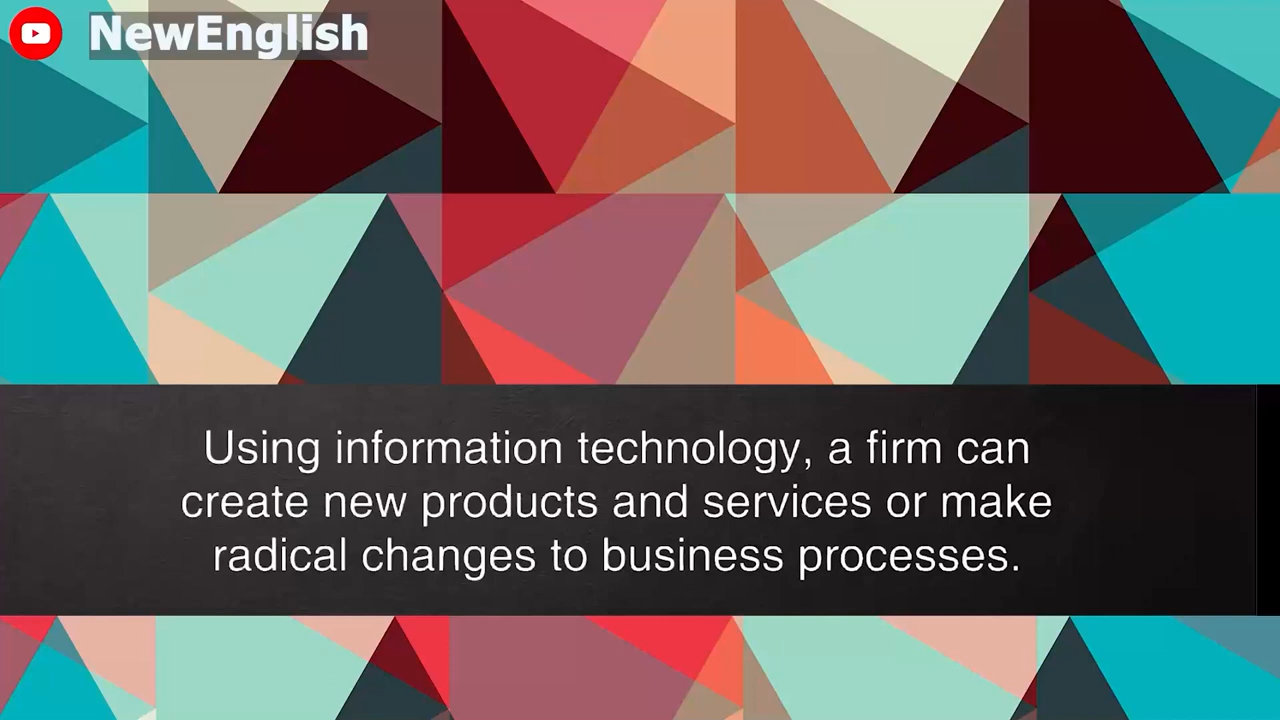 NewEnglish
Using information technology, a firm can
create new products and services or make
radical changes to business processes.